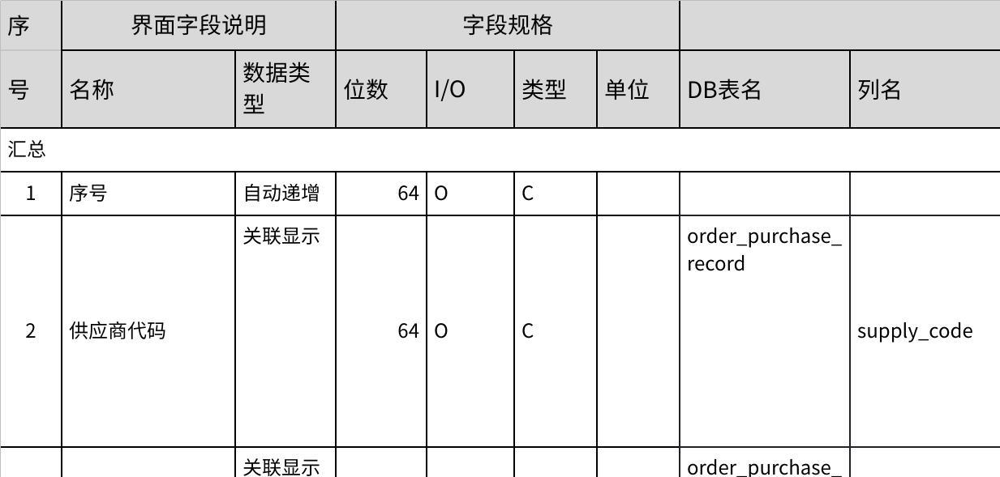 序 界面字段说明 字段规格
号 名称 数据类型 位数 I/O 类型 单位 DB表名 列名
汇总
1 序号 自动递增 64 O C
2 供应商代码 关联显示 64 O C order_purchase_record supply_code
关联显示 order_purchase_